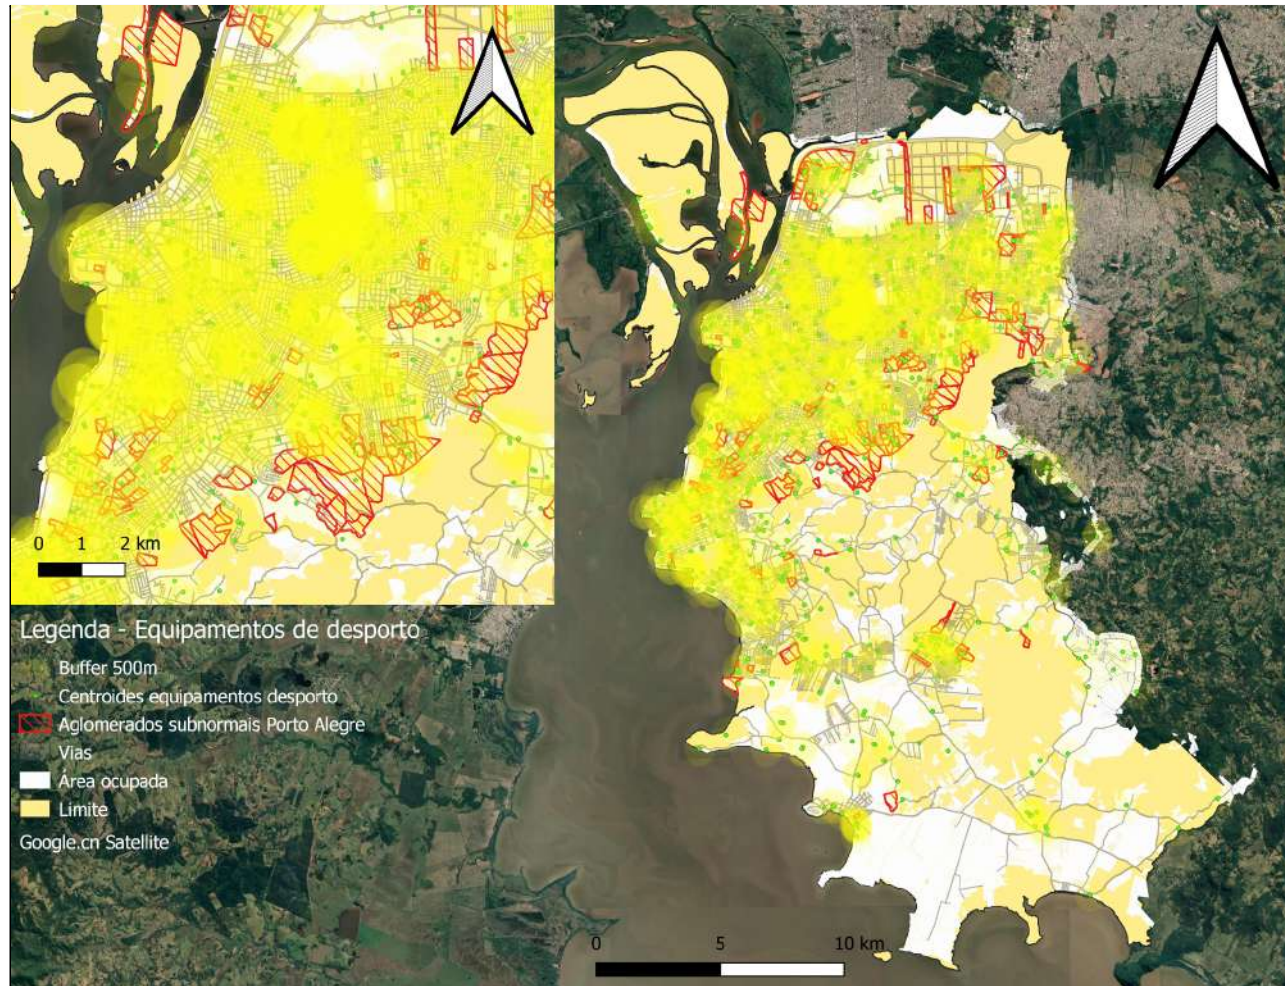 0 1 2 km
Legenda - Equipamentos de desporto
Buffer 500m
Centroides equipamentos desporto
Aglomerados subnormais Porto Alegre
Vias
Área ocupada
Limite
Google.cn Satellite
0 5 10 km